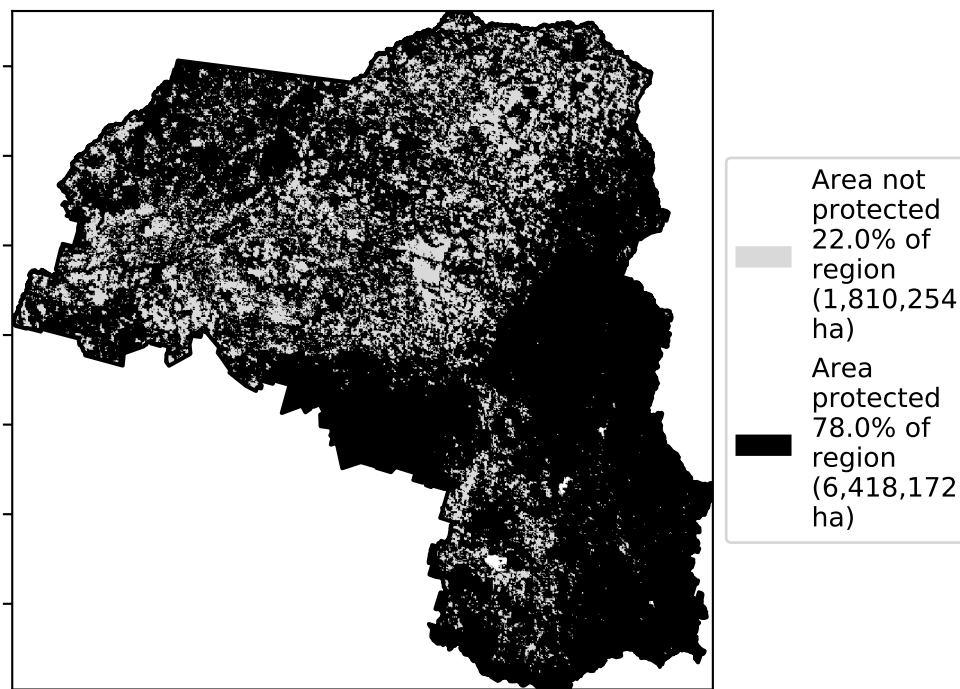 Area not
protected
22.0% of
region
(1,810,254
ha)
Area
protected
78.0% of
region
(6,418,172
ha)